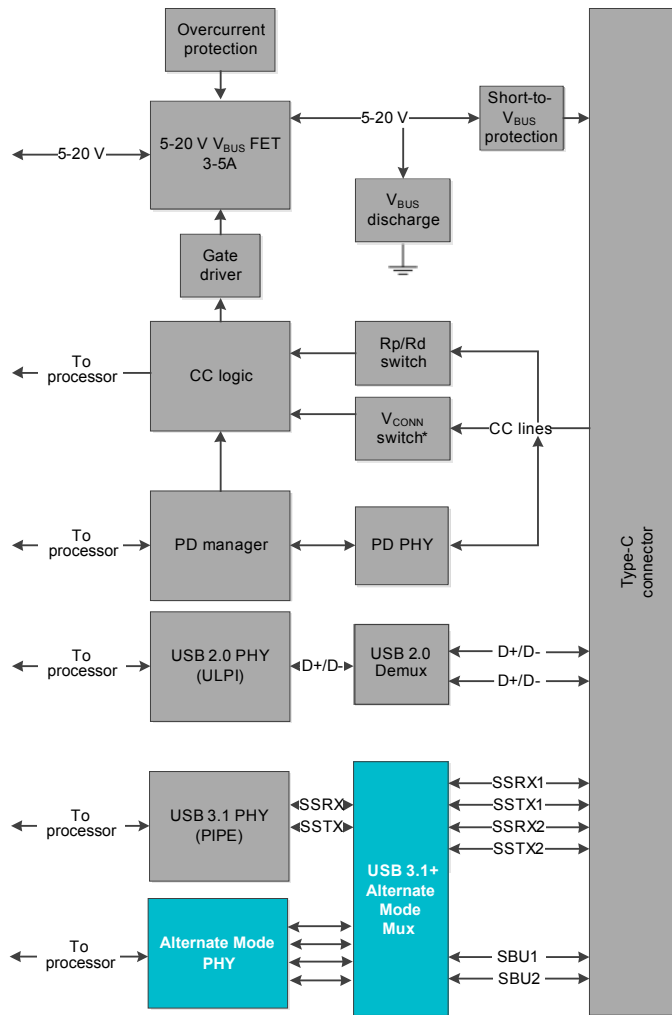 Overcurrent
protection
5-20 V VBUS FET
3-5A
5-20 V
5-20 V
Short-to-
VBUS
protection
VBUS
discharge
Gate
driver
To
processor
CC logic
Rp/Rd
switch
VCONN
switch*
CC lines
To
processor
PD manager
PD PHY
Type-C
connector
To
processor
USB 2.0 PHY
(ULPI)
D+/D-
USB 2.0
Demux
D+/D-
D+/D-
To
processor
USB 3.1 PHY
(PIPE)
SSRX
SSTX
USB 3.1+
Alternate
Mode
Mux
SSRX1
SSTX1
SSRX2
SSTX2
To
processor
Alternate Mode
PHY
SBU1
SBU2